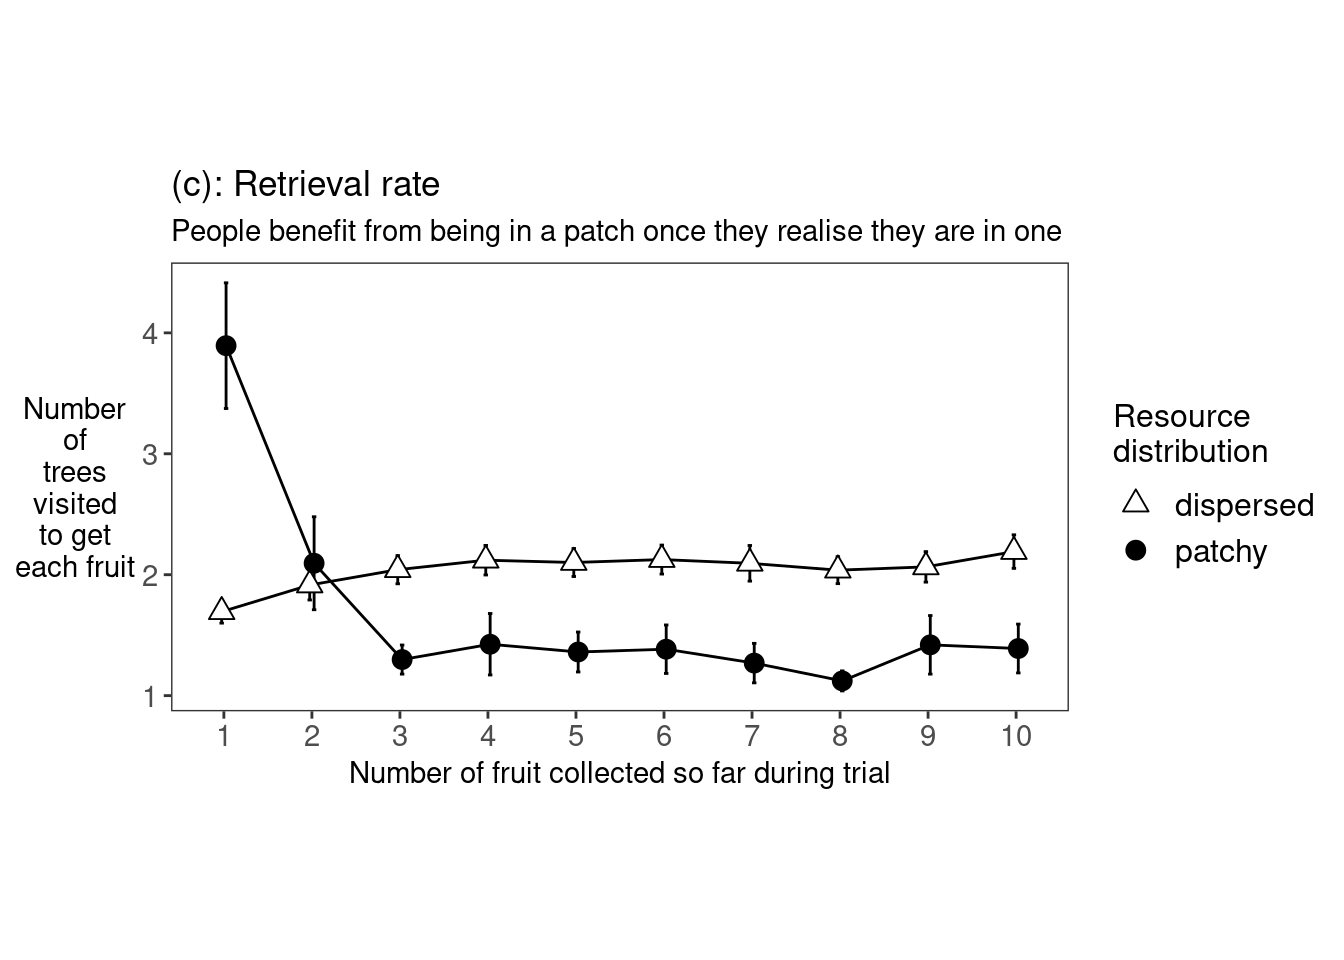 (c): Retrieval rate
People benefit from being in a patch once they realise they are in one
Number
of
trees
visited
to get
each fruit
4
3
2
1
1 2 3 4 5 6 7 8 9 10
Number of fruit collected so far during trial
Resource
distribution
dispersed
patchy